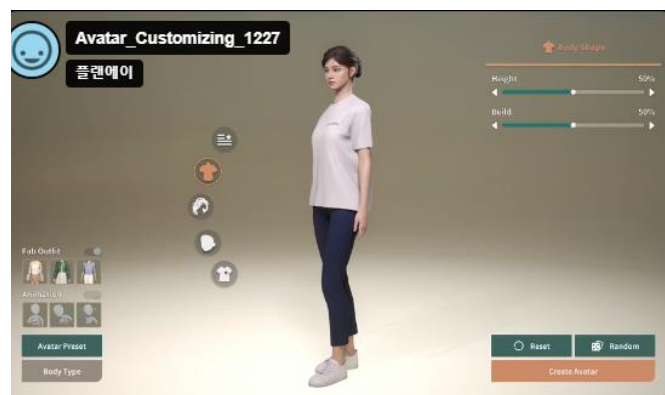 Avatar_Customizing_1227
플랜에이
Body Shape
Height 50%
Build 50%
Fab Outfit
Animation
Avatar Preset
Body Type
Reset
Random
Create Avatar